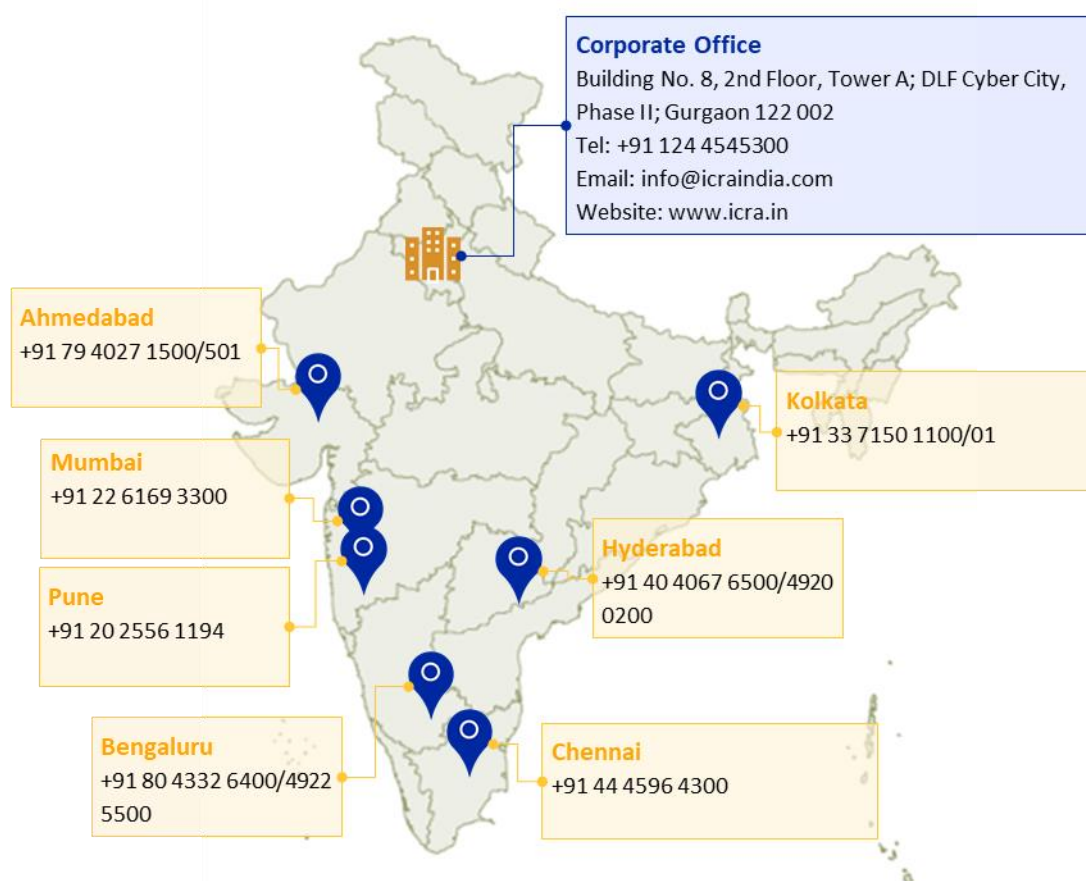 Corporate Office
Building No. 8, 2nd Floor, Tower A; DLF Cyber City,
Phase II; Gurgaon 122 002
Tel: +91 124 4545300
Email: info@icraindia.com
Website: www.icra.in
Ahmedabad
+91 79 4027 1500/501
Kolkata
+91 33 7150 1100/01
Mumbai
+91 22 6169 3300
Hyderabad
+91 40 4067 6500/4920
0200
Pune
+91 20 2556 1194
Bengaluru
+91 80 4332 6400/4922
5500
Chennai
+91 44 4596 4300